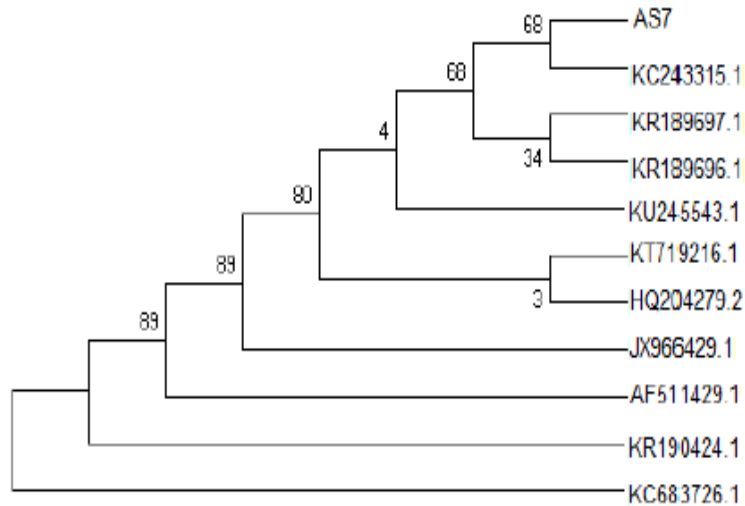 AS7
68
KC243315.1
68
KR189697.1
4
34
KR189696.1
80
KU245543.1
89
KT719216.1
3
HQ204279.2
89
JX966429.1
AF511429.1
KR190424.1
KC683726.1